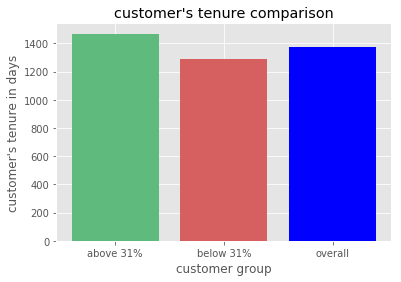 customer's tenure comparison
customer's tenure in days
1400
1200
1000
800
600
400
200
0
above 31%
below 31%
overall
customer group